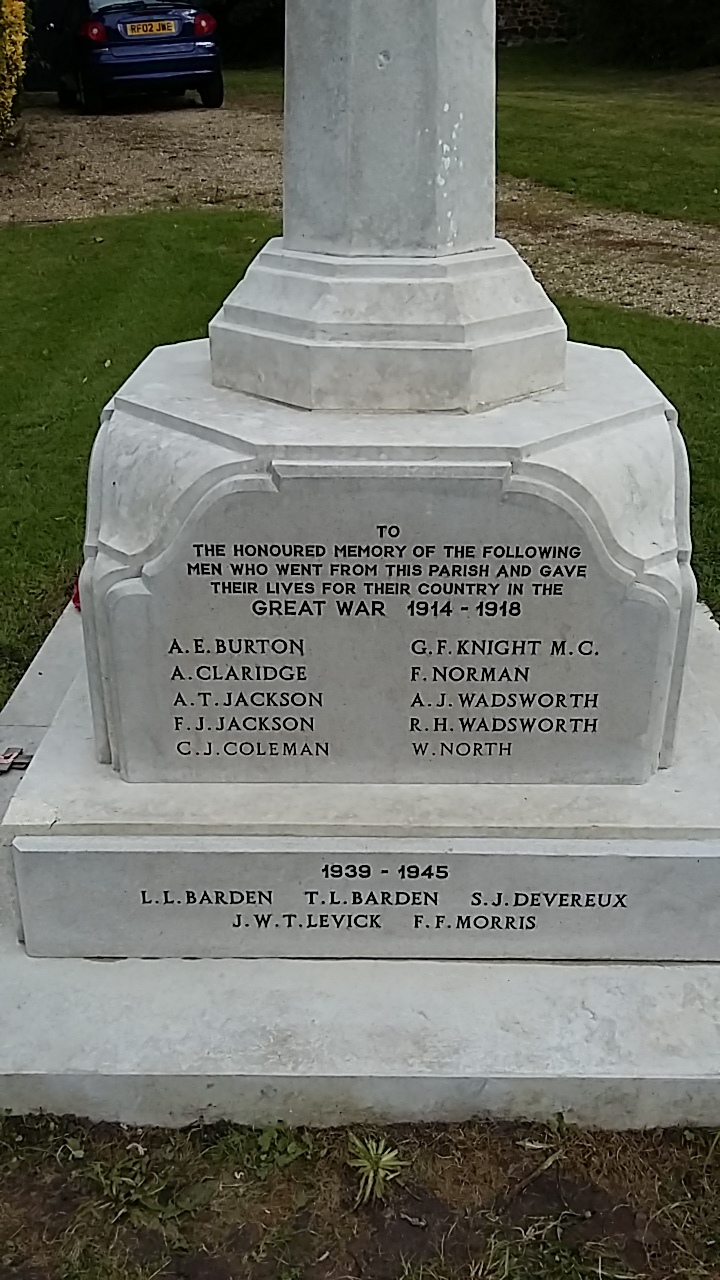 RF02 JWE
TO
THE HONOURED MEMORY OF THE FOLLOWING
MEN WHO WENT FROM THIS PARISH AND GAVE
THEIR LIVES FOR THEIR COUNTRY IN THE
GREAT WAR 1914 - 1918
A.E. BURTON G.F. KNIGHT M.C.
A. CLARIDGE F. NORMAN
A.T. JACKSON A.J. WADSWORTH
F.J. JACKSON R.H. WADSWORTH
C.J. COLEMAN W. NORTH
1939 - 1945
L.L. BARDEN T.L. BARDEN S.J. DEVEREUX
J.W.T. LEVICK F.F. MORRIS